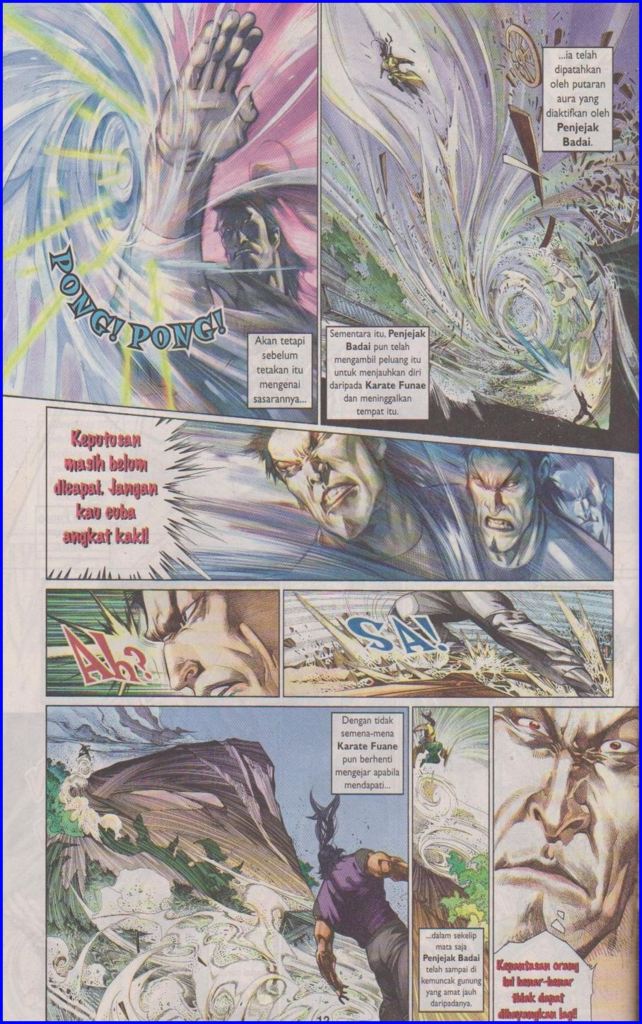 PONG! PONG!
Akan tetapi
sebelum
tetakan itu
mengenai
sasarannya...
...ia telah
dipatahkan
oleh putaran
aura yang
diaktifkan oleh
Penjejak
Badai.
Sementara itu, Penjejak
Badai pun telah
mengambil peluang itu
untuk menjauhkan diri
daripada Karate Funae
dan meninggalkan
tempat itu.
Keputusan
masih belum
dicapai. Jangan
kau cuba
angkat kaki!
Ah?
SA!
Dengan tidak
semena-mena
Karate Fuane
pun berhenti
mengejar apabila
mendapati...
...dalam sekelip
mata saja
Penjejak Badai
telah sampai di
kemuncak gunung
yang amat jauh
daripadanya.
Kepantasan orang
ini benar-benar
tidak dapat
dibayangkan lagi!
12